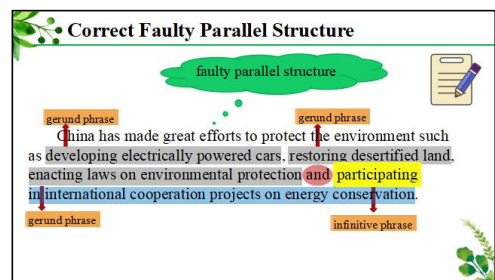 Correct Faulty Parallel Structure
faulty parallel structure
gerund phrase
gerund phrase
China has made great efforts to protect the environment such
as developing electrically powered cars, restoring desertified land,
enacting laws on environmental protection and participating
in international cooperation projects on energy conservation.
gerund phrase
infinitive phrase